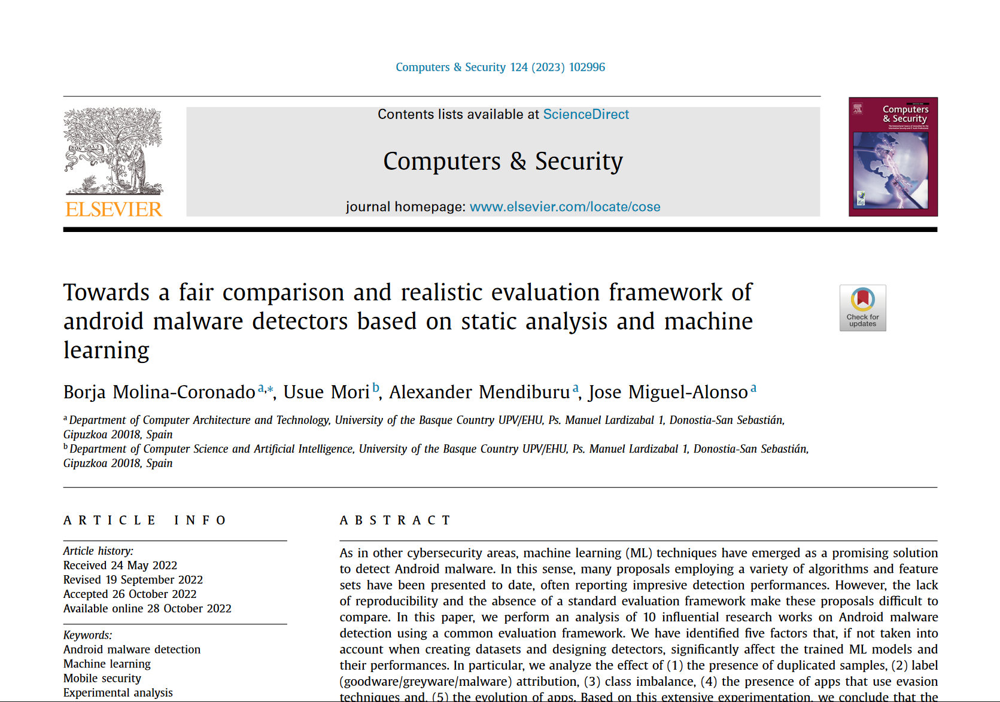 Computers & Security 124 (2023) 102996
Contents lists available at ScienceDirect
Computers & Security
journal homepage: www.elsevier.com/locate/cose
NON SOLUS
ELSEVIER
Computers
& Security
ifip
Towards a fair comparison and realistic evaluation framework of
android malware detectors based on static analysis and machine
learning
Check for
updates
Borja Molina-Coronado a,∗, Usue Mori b, Alexander Mendiburu a, Jose Miguel-Alonso a
a Department of Computer Architecture and Technology, University of the Basque Country UPV/EHU, Ps. Manuel Lardizabal 1, Donostia-San Sebastián,
Gipuzkoa 20018, Spain
b Department of Computer Science and Artificial Intelligence, University of the Basque Country UPV/EHU, Ps. Manuel Lardizabal 1, Donostia-San Sebastián,
Gipuzkoa 20018, Spain
ARTICLE INFO
Article history:
Received 24 May 2022
Revised 19 September 2022
Accepted 26 October 2022
Available online 28 October 2022
Keywords:
Android malware detection
Machine learning
Mobile security
Experimental analysis
ABSTRACT
As in other cybersecurity areas, machine learning (ML) techniques have emerged as a promising solution
to detect Android malware. In this sense, many proposals employing a variety of algorithms and feature
sets have been presented to date, often reporting impresive detection performances. However, the lack
of reproducibility and the absence of a standard evaluation framework make these proposals difficult to
compare. In this paper, we perform an analysis of 10 influential research works on Android malware
detection using a common evaluation framework. We have identified five factors that, if not taken into
account when creating datasets and designing detectors, significantly affect the trained ML models and
their performances. In particular, we analyze the effect of (1) the presence of duplicated samples, (2) label
(goodware/greyware/malware) attribution, (3) class imbalance, (4) the presence of apps that use evasion
techniques and, (5) the evolution of apps. Based on this extensive experimentation, we conclude that the